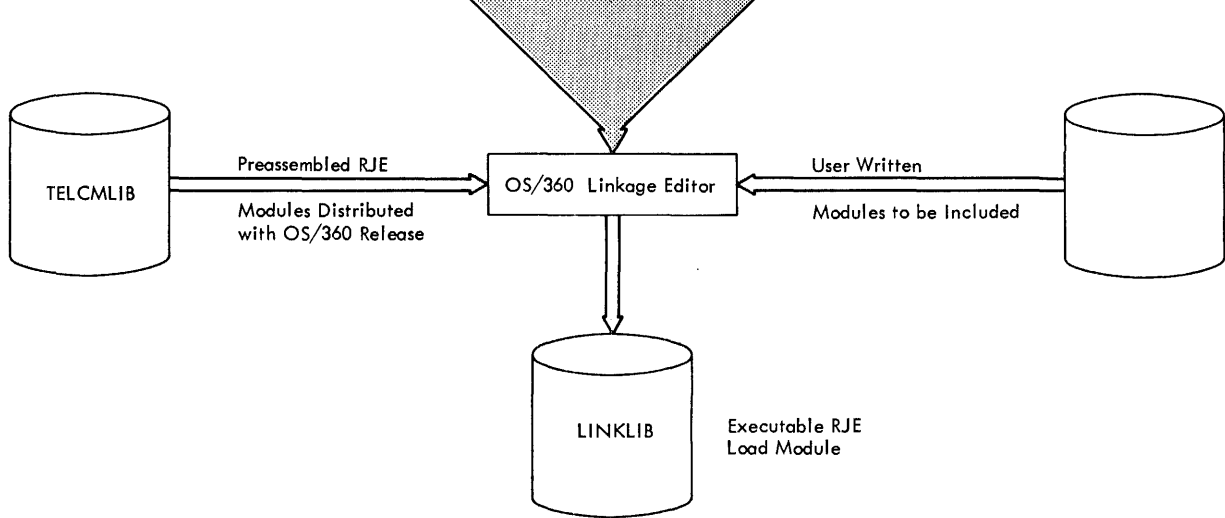 TELCMLIB
Preassembled RJE
Modules Distributed
with OS/360 Release
OS/360 Linkage Editor
User Written
Modules to be Included
LINKLIB
Executable RJE
Load Module